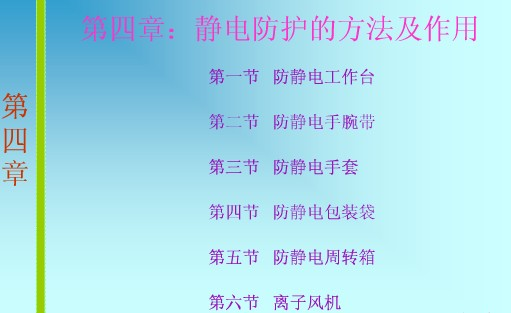 第四章：静电防护的方法及作用
第四章
第一节 防静电工作台
第二节 防静电手腕带
第三节 防静电手套
第四节 防静电包装袋
第五节 防静电周转箱
第六节 离子风机